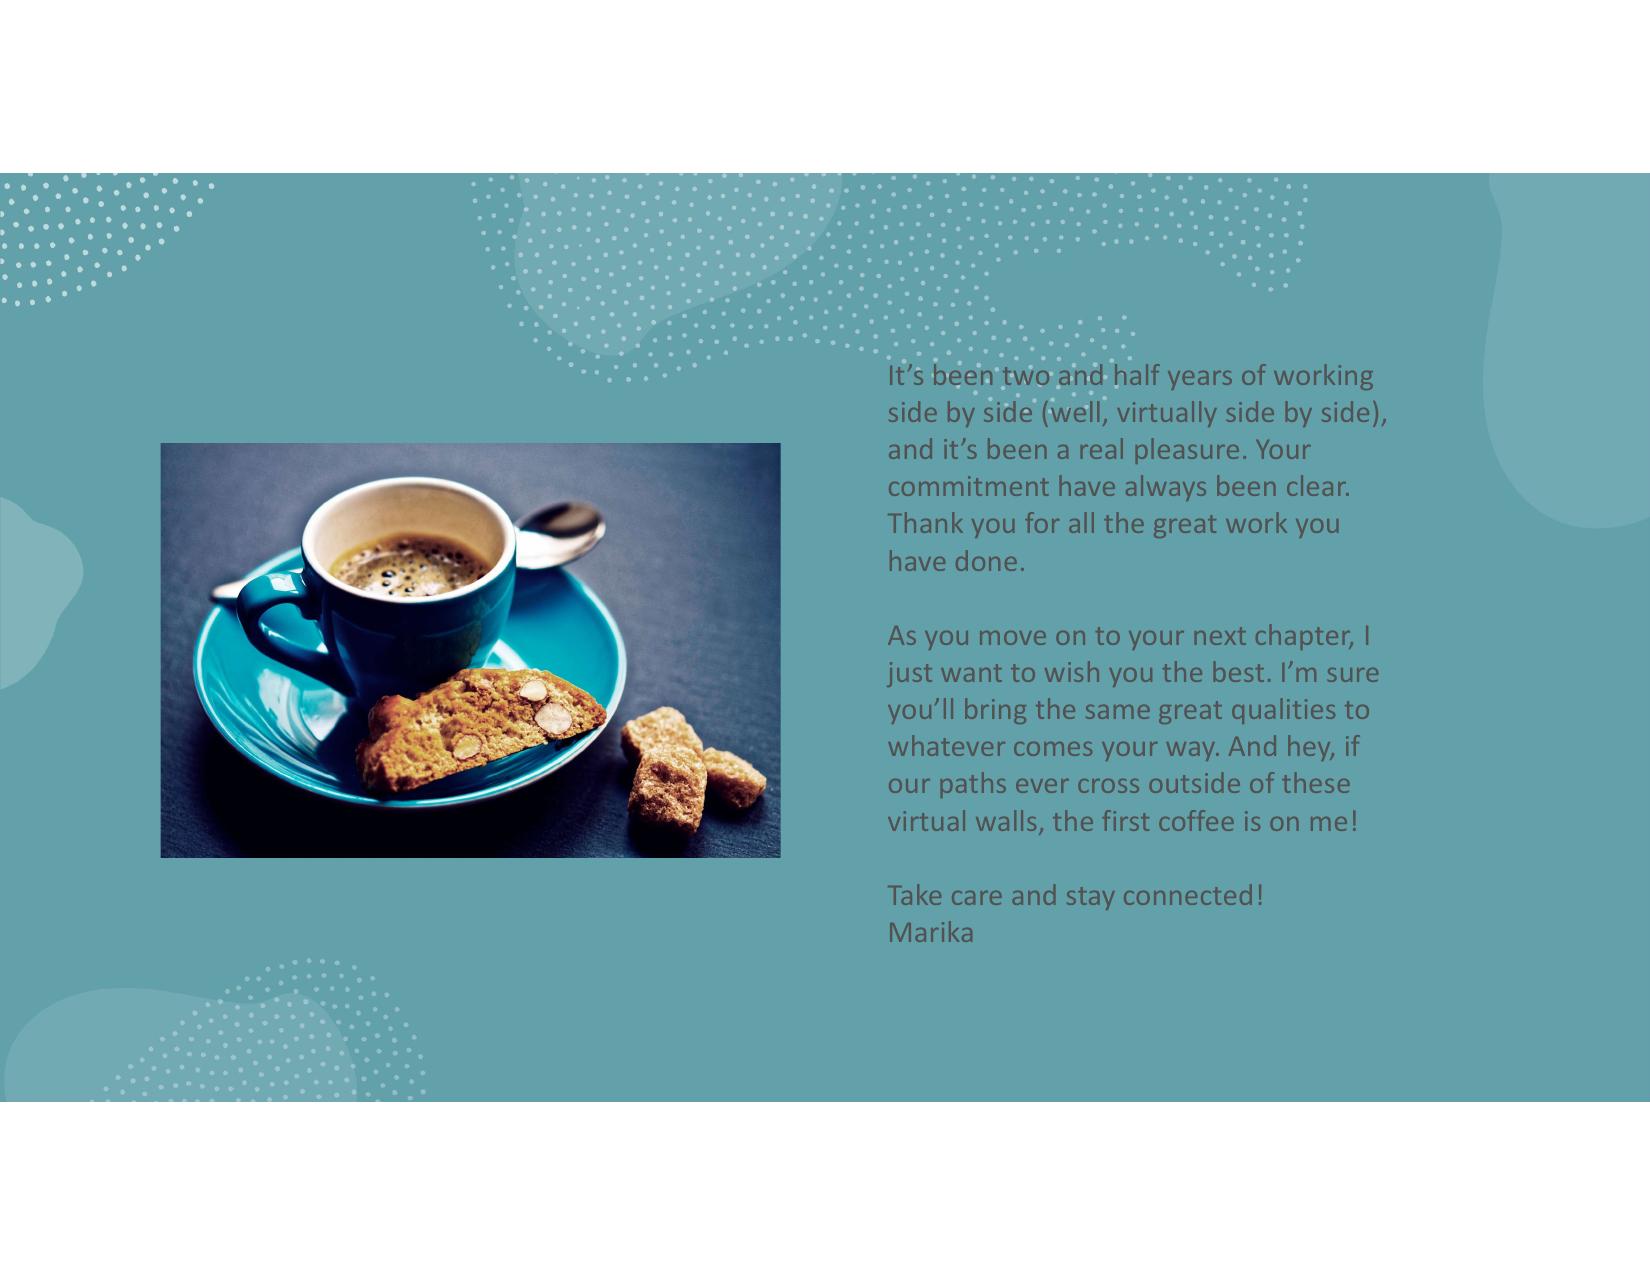 It’s been two and half years of working
side by side (well, virtually side by side),
and it’s been a real pleasure. Your
commitment have always been clear.
Thank you for all the great work you
have done.
As you move on to your next chapter, I
just want to wish you the best. I’m sure
you’ll bring the same great qualities to
whatever comes your way. And hey, if
our paths ever cross outside of these
virtual walls, the first coffee is on me!
Take care and stay connected!
Marika